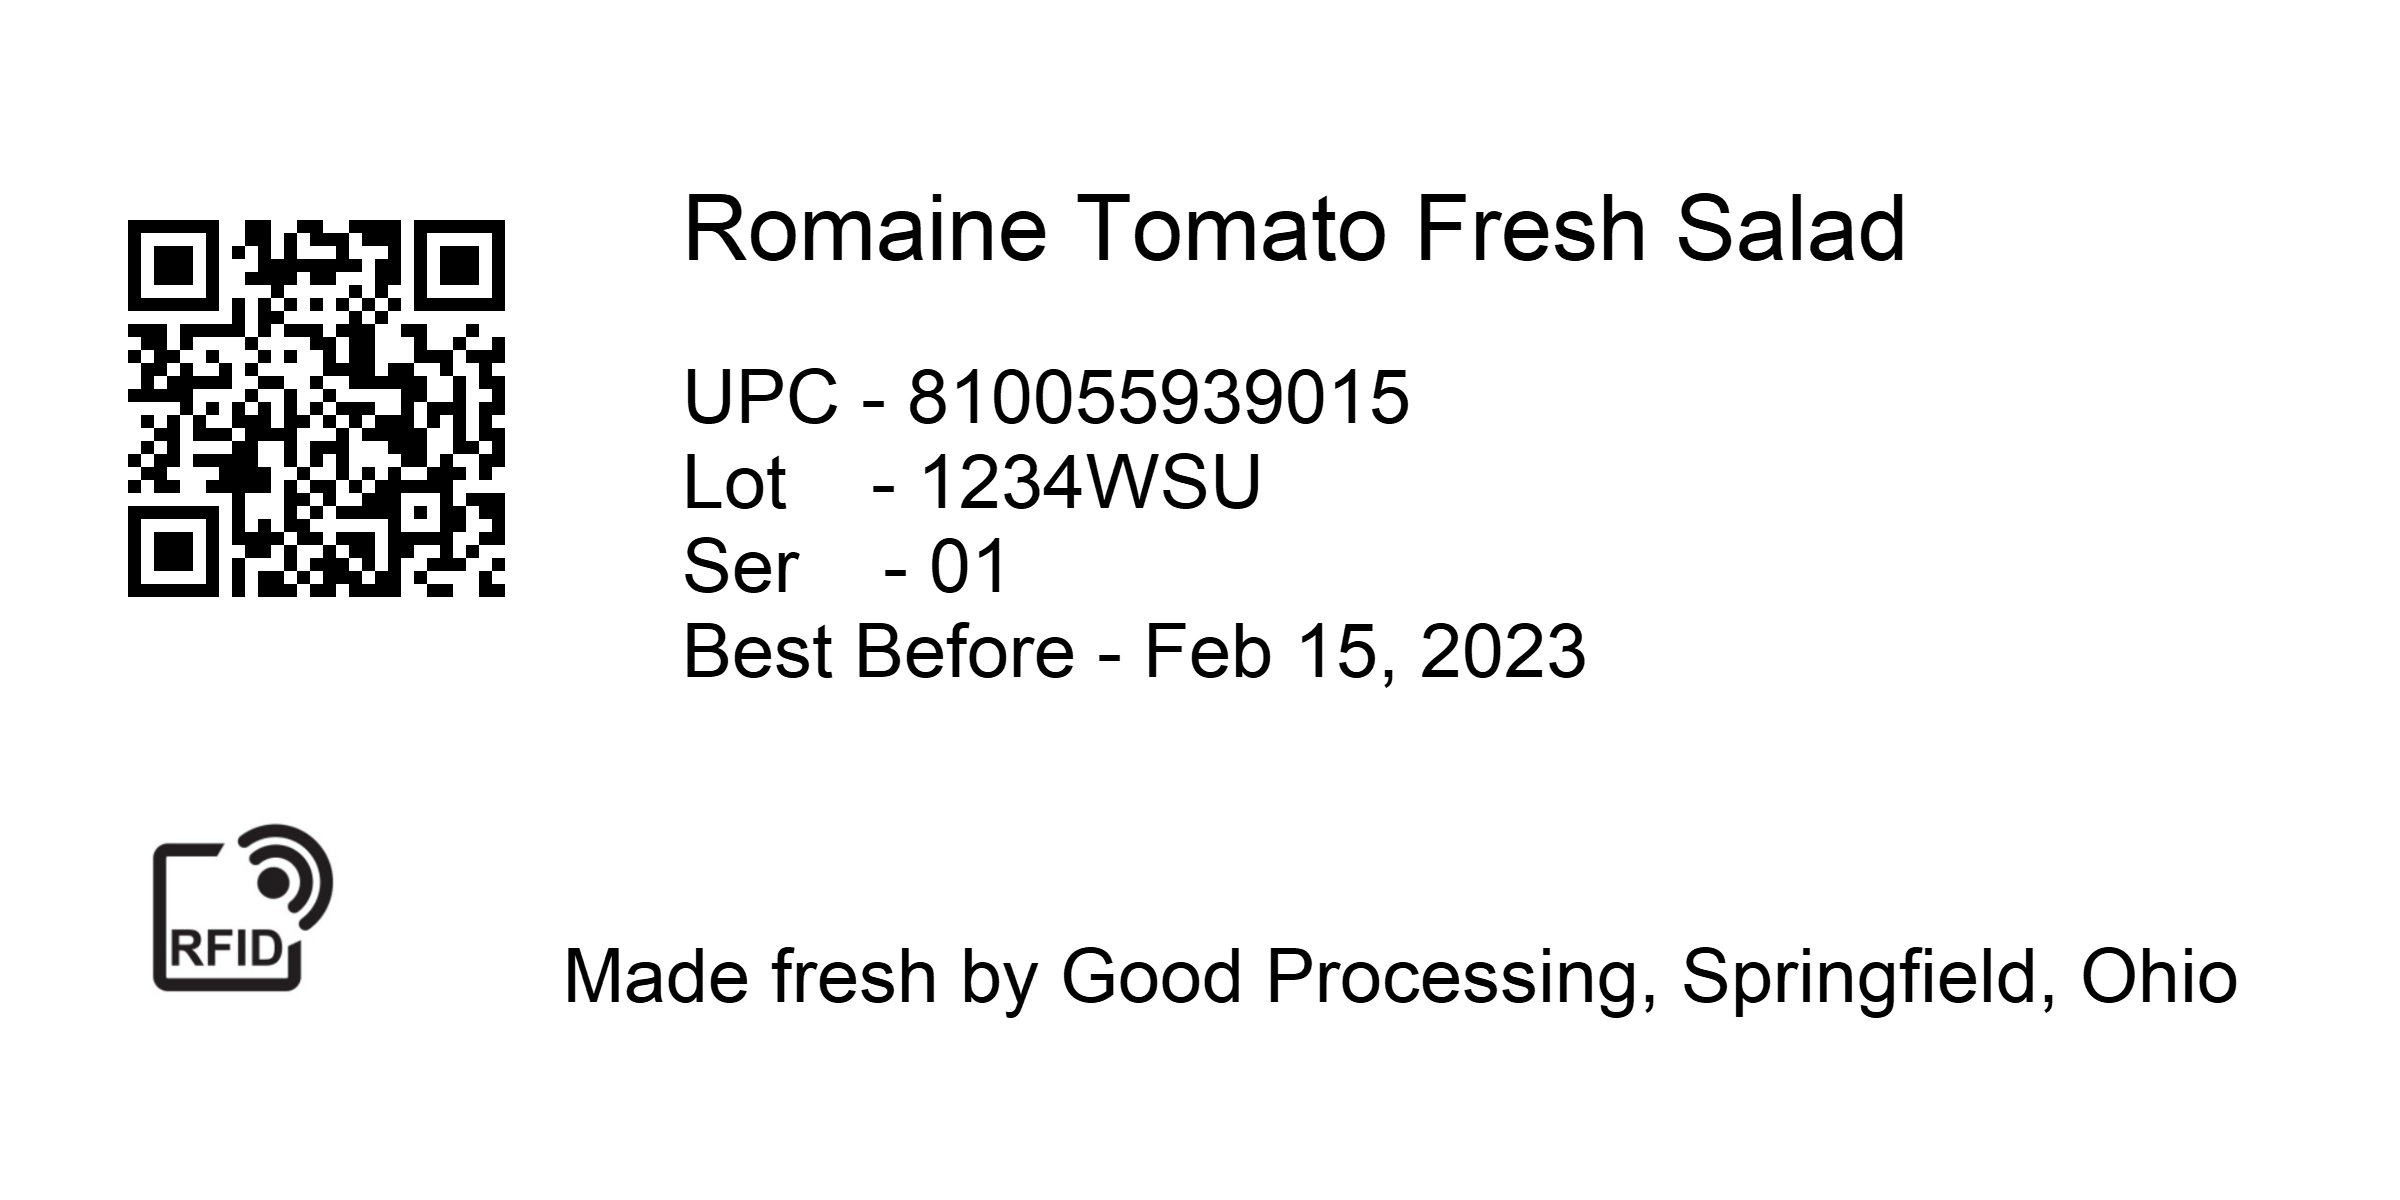 Romaine Tomato Fresh Salad
UPC - 810055939015
Lot - 1234WSU
Ser - 01
Best Before - Feb 15, 2023
RFID
Made fresh by Good Processing, Springfield, Ohio